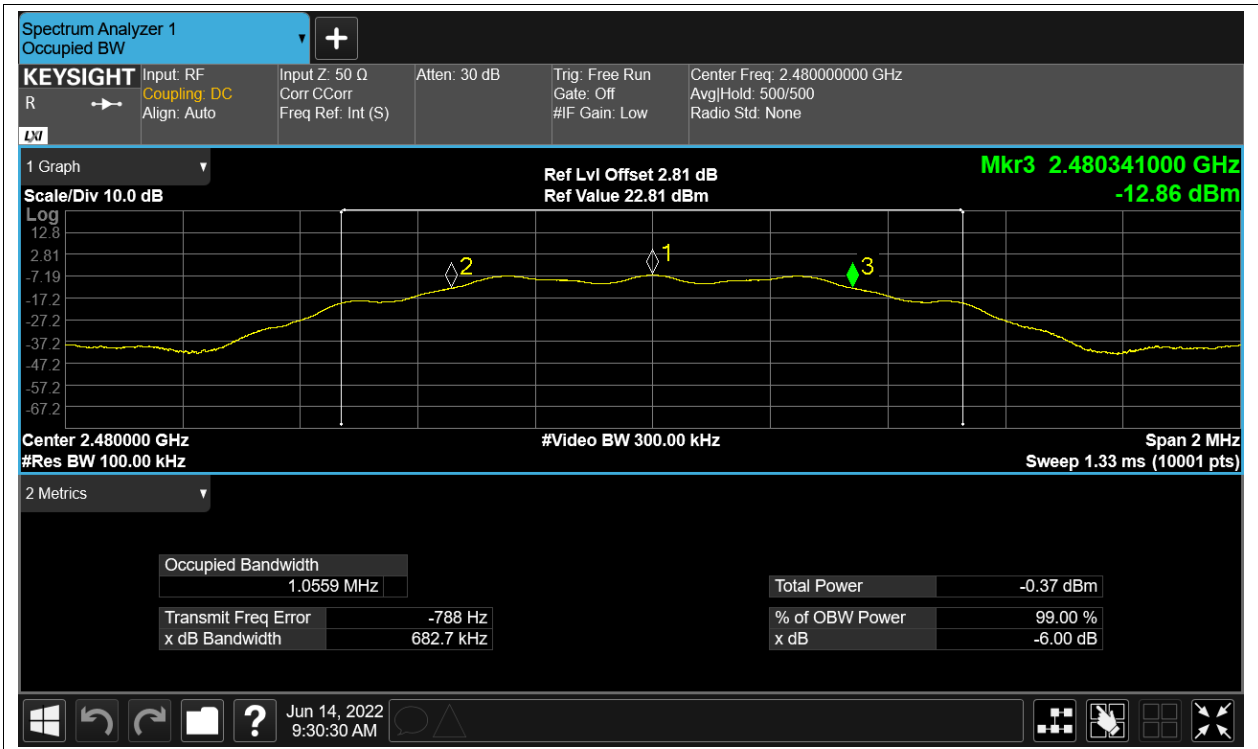 Spectrum Analyzer 1
Occupied BW
KEYSIGHT
R
LXI
Input: RF
Coupling: DC
Align: Auto
Input Z: 50 Ω
Corr CCorr
Freq Ref: Int (S)
Atten: 30 dB
Trig: Free Run
Gate: Off
#IF Gain: Low
Center Freq: 2.480000000 GHz
Avg|Hold: 500/500
Radio Std: None
1 Graph
Scale/Div 10.0 dB
Ref Lvl Offset 2.81 dB
Ref Value 22.81 dBm
Mkr3 2.480341000 GHz
-12.86 dBm
Log
12.8
2.81
-7.19
-17.2
-27.2
-37.2
-47.2
-57.2
-67.2
2
1
3
Center 2.480000 GHz
#Video BW 300.00 kHz
Span 2 MHz
#Res BW 100.00 kHz
Sweep 1.33 ms (10001 pts)
2 Metrics
Occupied Bandwidth
1.0559 MHz
Total Power -0.37 dBm
Transmit Freq Error -788 Hz
% of OBW Power 99.00 %
x dB Bandwidth 682.7 kHz
x dB -6.00 dB
?
Jun 14, 2022
9:30:30 AM